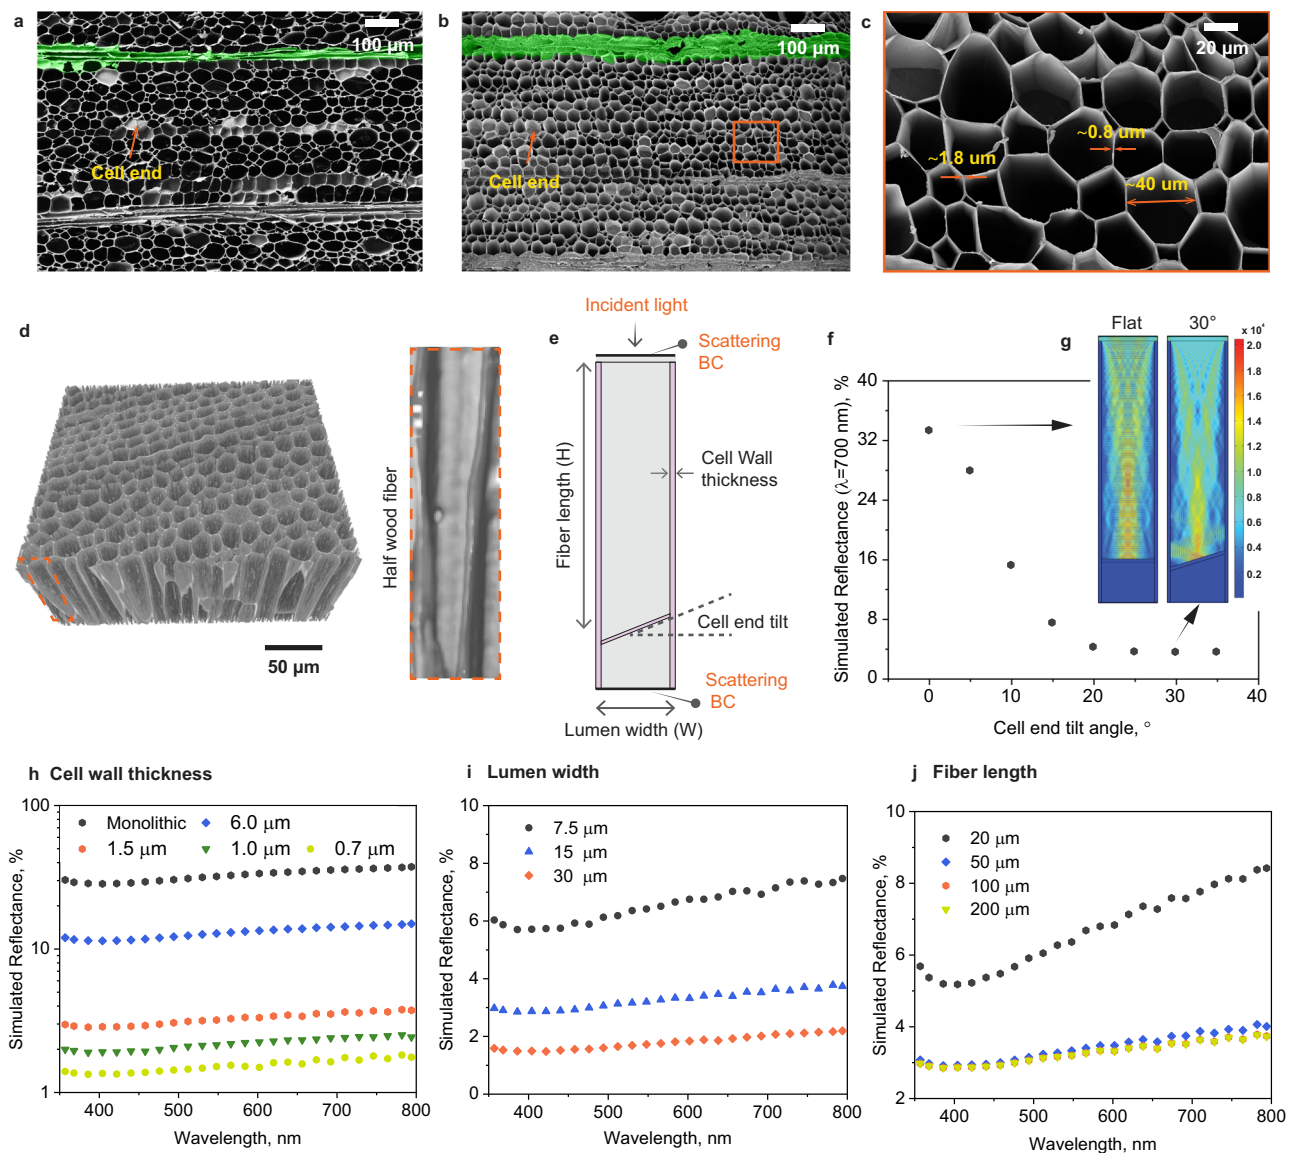 a
100 µm
Cell end
b
100 µm
Cell end
c
20 µm
~0.8 um
~1.8 um
~40 um
d
50 µm
Half wood fiber
Incident light
e
Scattering
BC
Fiber length (H)
Cell Wall
thickness
Cell end tilt
Scattering
BC
Lumen width (W)
f
Simulated Reflectance (λ=700 nm), %
40
32
24
16
8
0
0 10 20 30 40
Cell end tilt angle, °
g
Flat 30°
x 10⁴
2.0
1.8
1.6
1.4
1.2
1.0
0.8
0.6
0.4
0.2
h Cell wall thickness
Simulated Reflectance, %
100
10
1
Monolithic 6.0 µm
1.5 µm 1.0 µm 0.7 µm
400 500 600 700 800
Wavelength, nm
i Lumen width
Simulated Reflectance, %
10
8
6
4
2
0
7.5 µm
15 µm
30 µm
400 500 600 700 800
Wavelength, nm
j Fiber length
Simulated Reflectance, %
10
8
6
4
2
20 µm
50 µm
100 µm
200 µm
400 500 600 700 800
Wavelength, nm